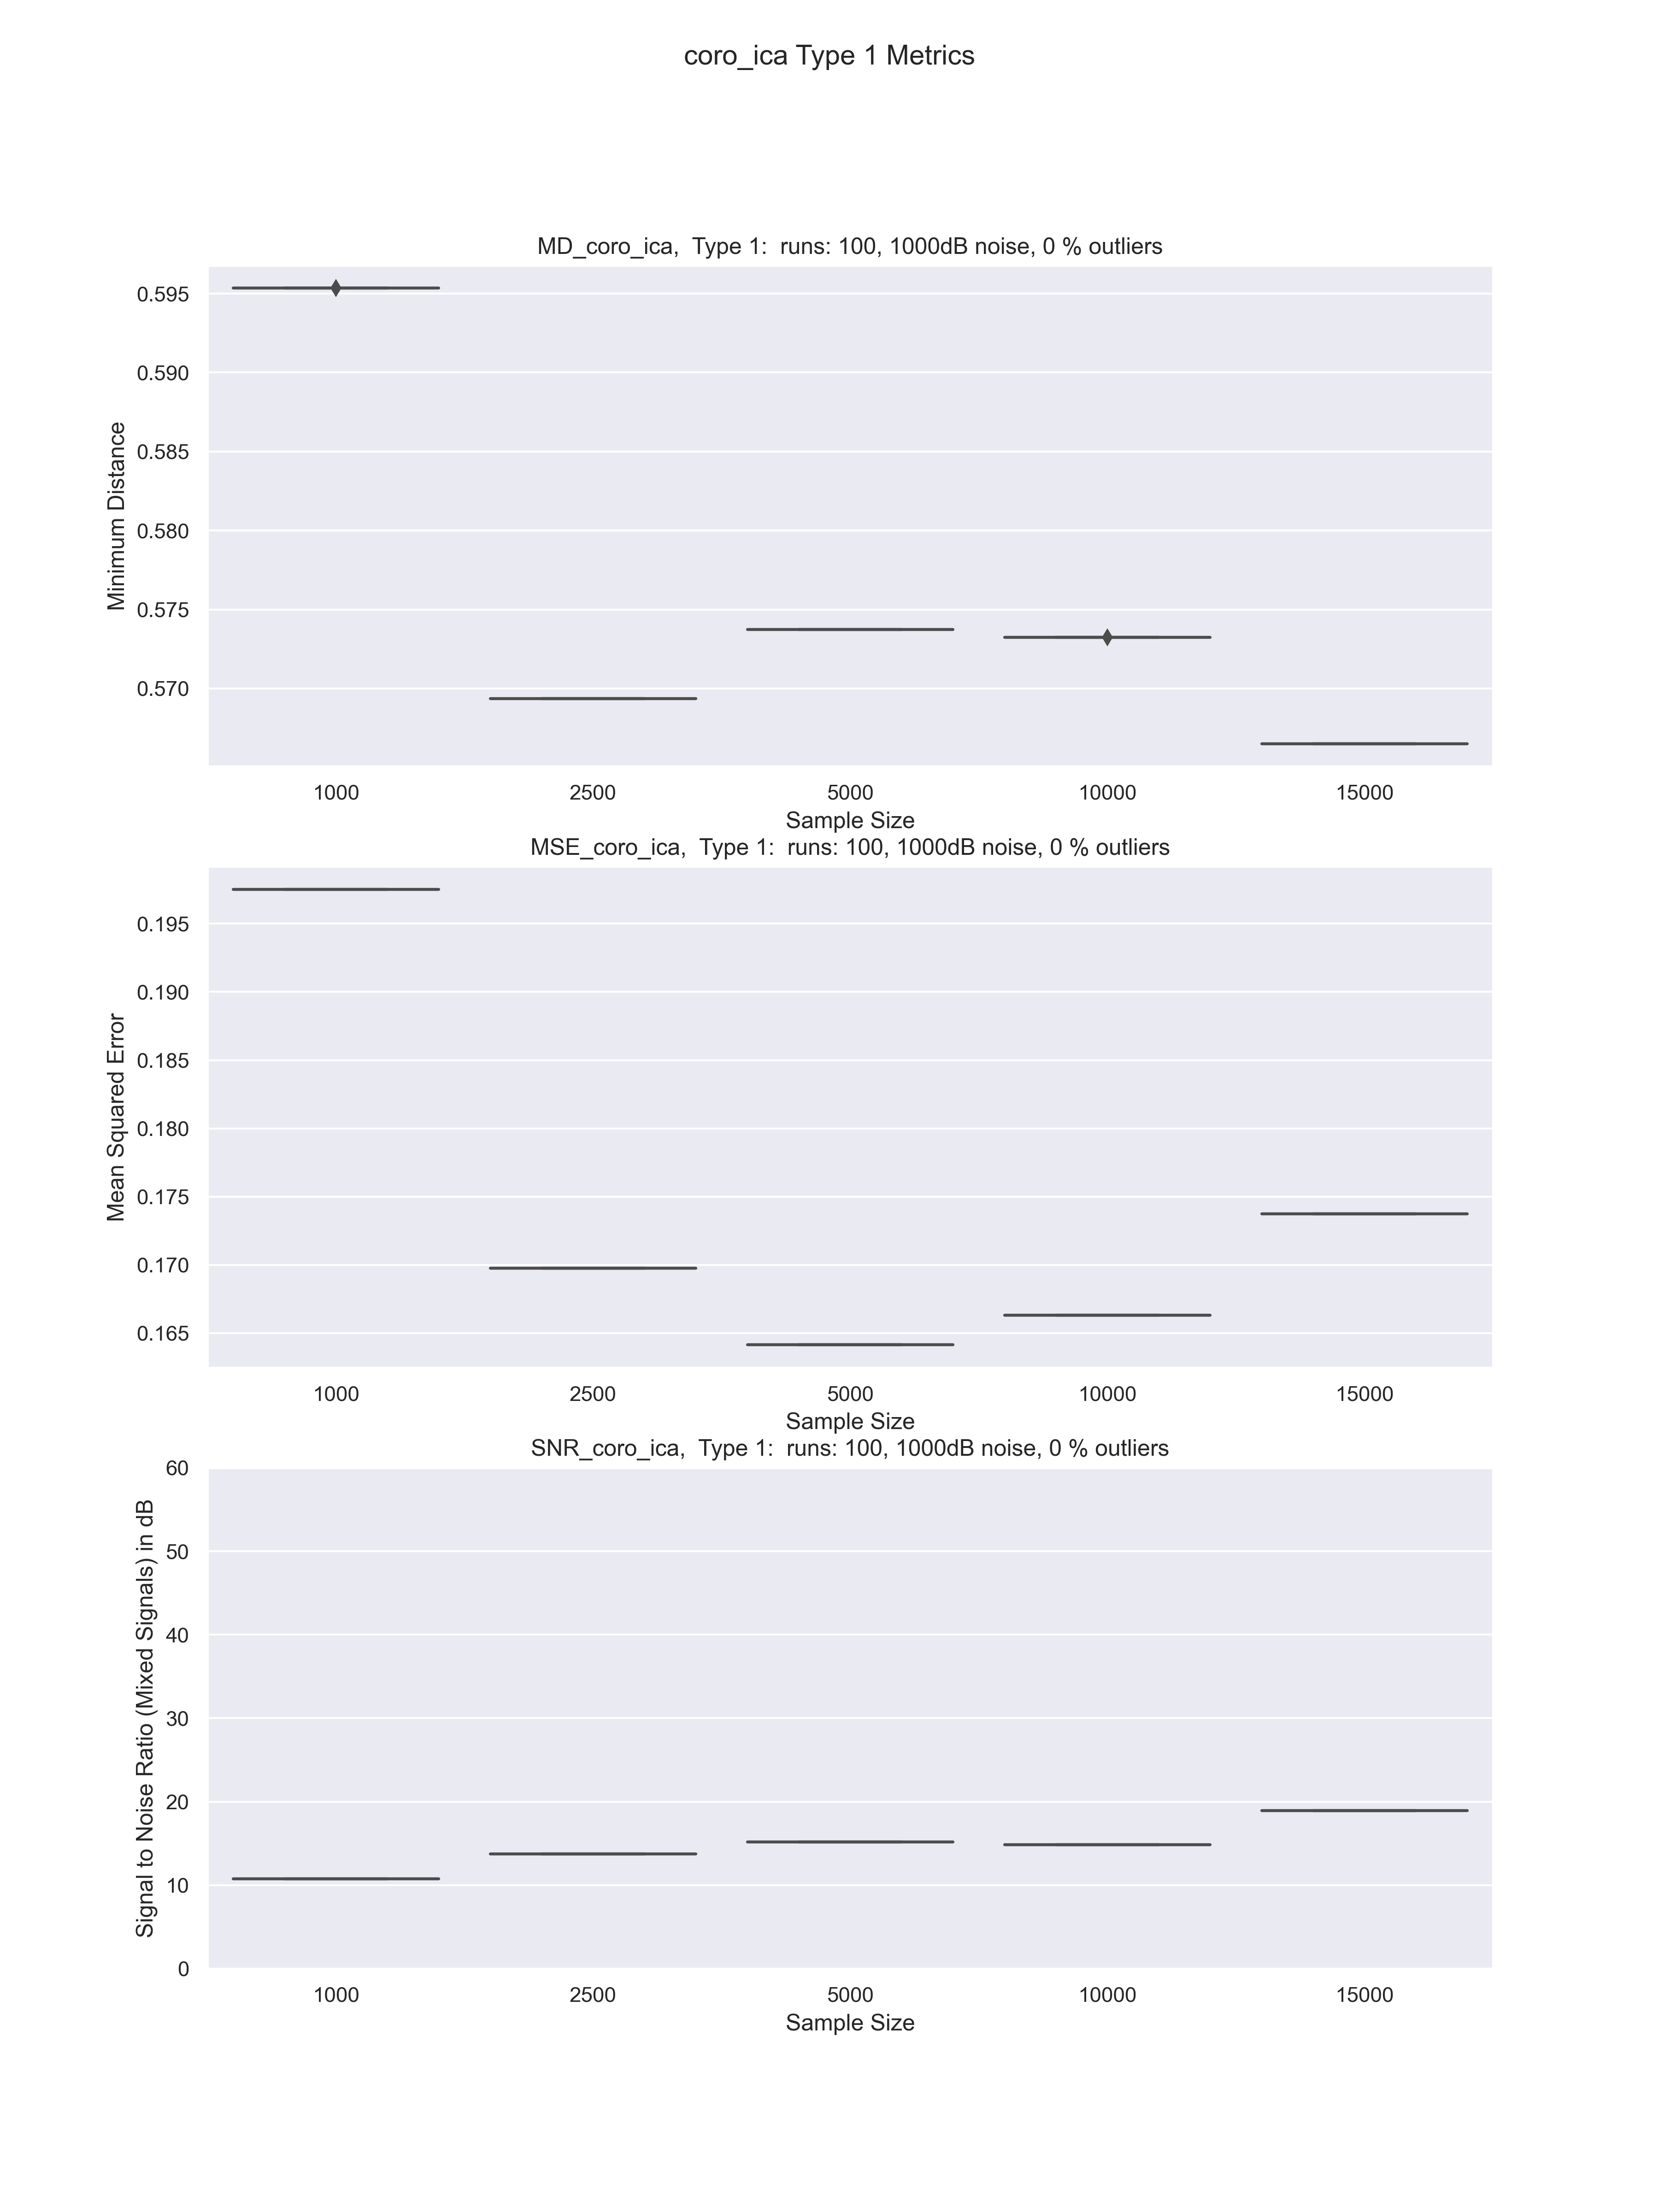 coro_ica Type 1 Metrics
MD_coro_ica,  Type 1:  runs: 100, 1000dB noise, 0 % outliers
0.595
0.590
0.585
0.580
0.575
0.570
Minimum Distance
1000 2500 5000 10000 15000
Sample Size
MSE_coro_ica,  Type 1:  runs: 100, 1000dB noise, 0 % outliers
0.195
0.190
0.185
0.180
0.175
0.170
0.165
Mean Squared Error
1000 2500 5000 10000 15000
Sample Size
SNR_coro_ica,  Type 1:  runs: 100, 1000dB noise, 0 % outliers
60
50
40
30
20
10
0
Signal to Noise Ratio (Mixed Signals) in dB
1000 2500 5000 10000 15000
Sample Size